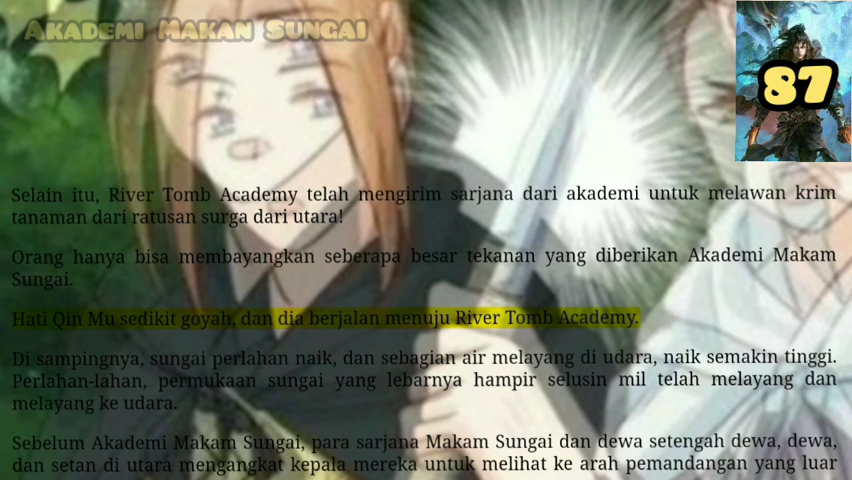 Akademi Makan Sungai
87
Selain itu, River Tomb Academy telah mengirim sarjana dari akademi untuk melawan krim
tanaman dari ratusan surga dari utara!
Orang hanya bisa membayangkan seberapa besar tekanan yang diberikan Akademi Makam
Sungai.
Hati Qin Mu sedikit goyah, dan dia berjalan menuju River Tomb Academy.
Di sampingnya, sungai perlahan naik, dan sebagian air melayang di udara, naik semakin tinggi.
Perlahan-lahan, permukaan sungai yang lebarnya hampir selusin mil telah melayang dan
melayang ke udara.
Sebelum Akademi Makam Sungai, para sarjana Makam Sungai dan dewa setengah dewa, dewa,
dan setan di utara mengangkat kepala mereka untuk melihat ke arah pemandangan yang luar